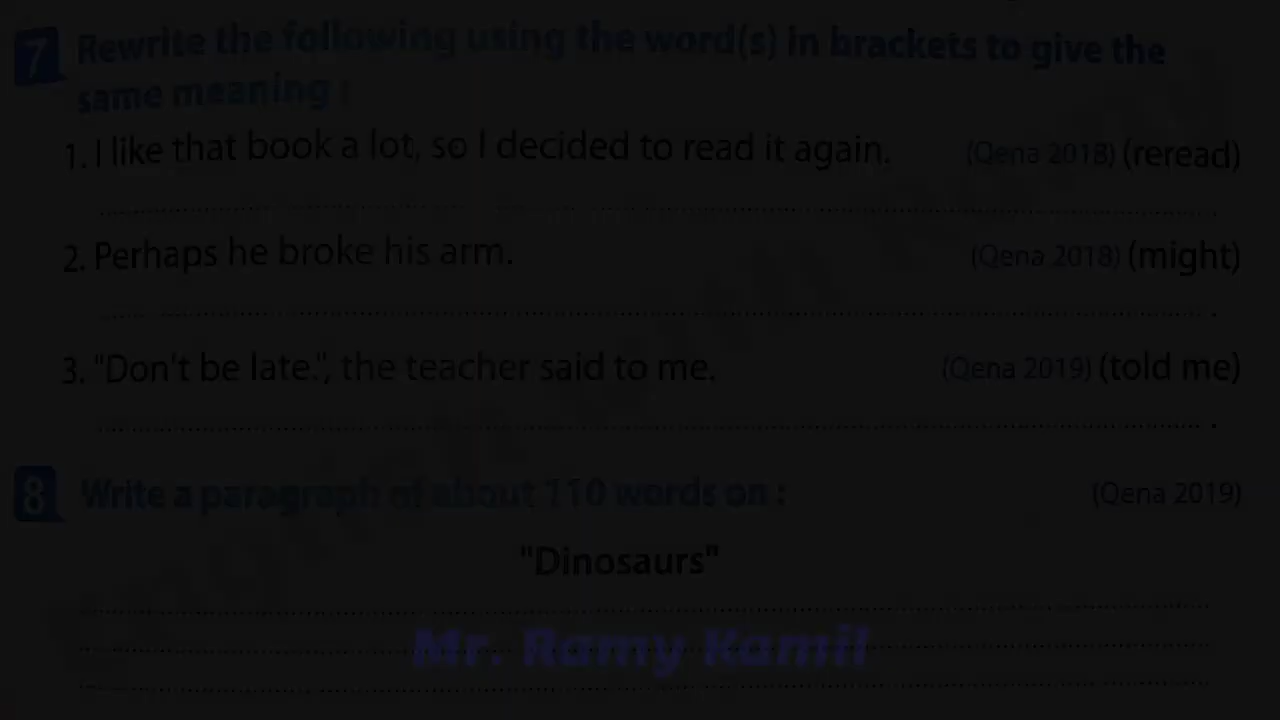 7 Rewrite the following using the word(s) in brackets to give the
same meaning :
1. I like that book a lot, so I decided to read it again. (Qena 2018) (reread)
2. Perhaps he broke his arm. (Qena 2018) (might)
3. "Don't be late.", the teacher said to me. (Qena 2019) (told me)
8 Write a paragraph of about 110 words on : (Qena 2019)
"Dinosaurs"
Mr. Ramy Kamil